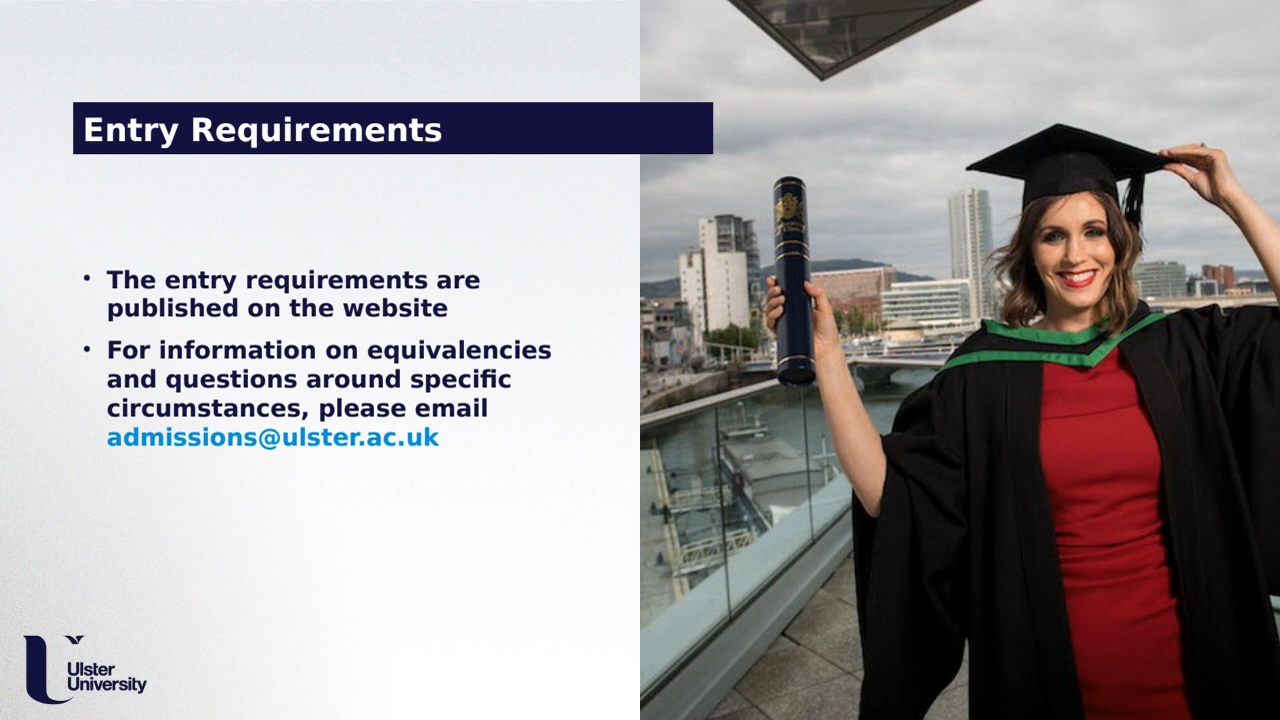 Entry Requirements
• The entry requirements are
published on the website
• For information on equivalencies
and questions around specific
circumstances, please email
admissions@ulster.ac.uk
Ulster
University